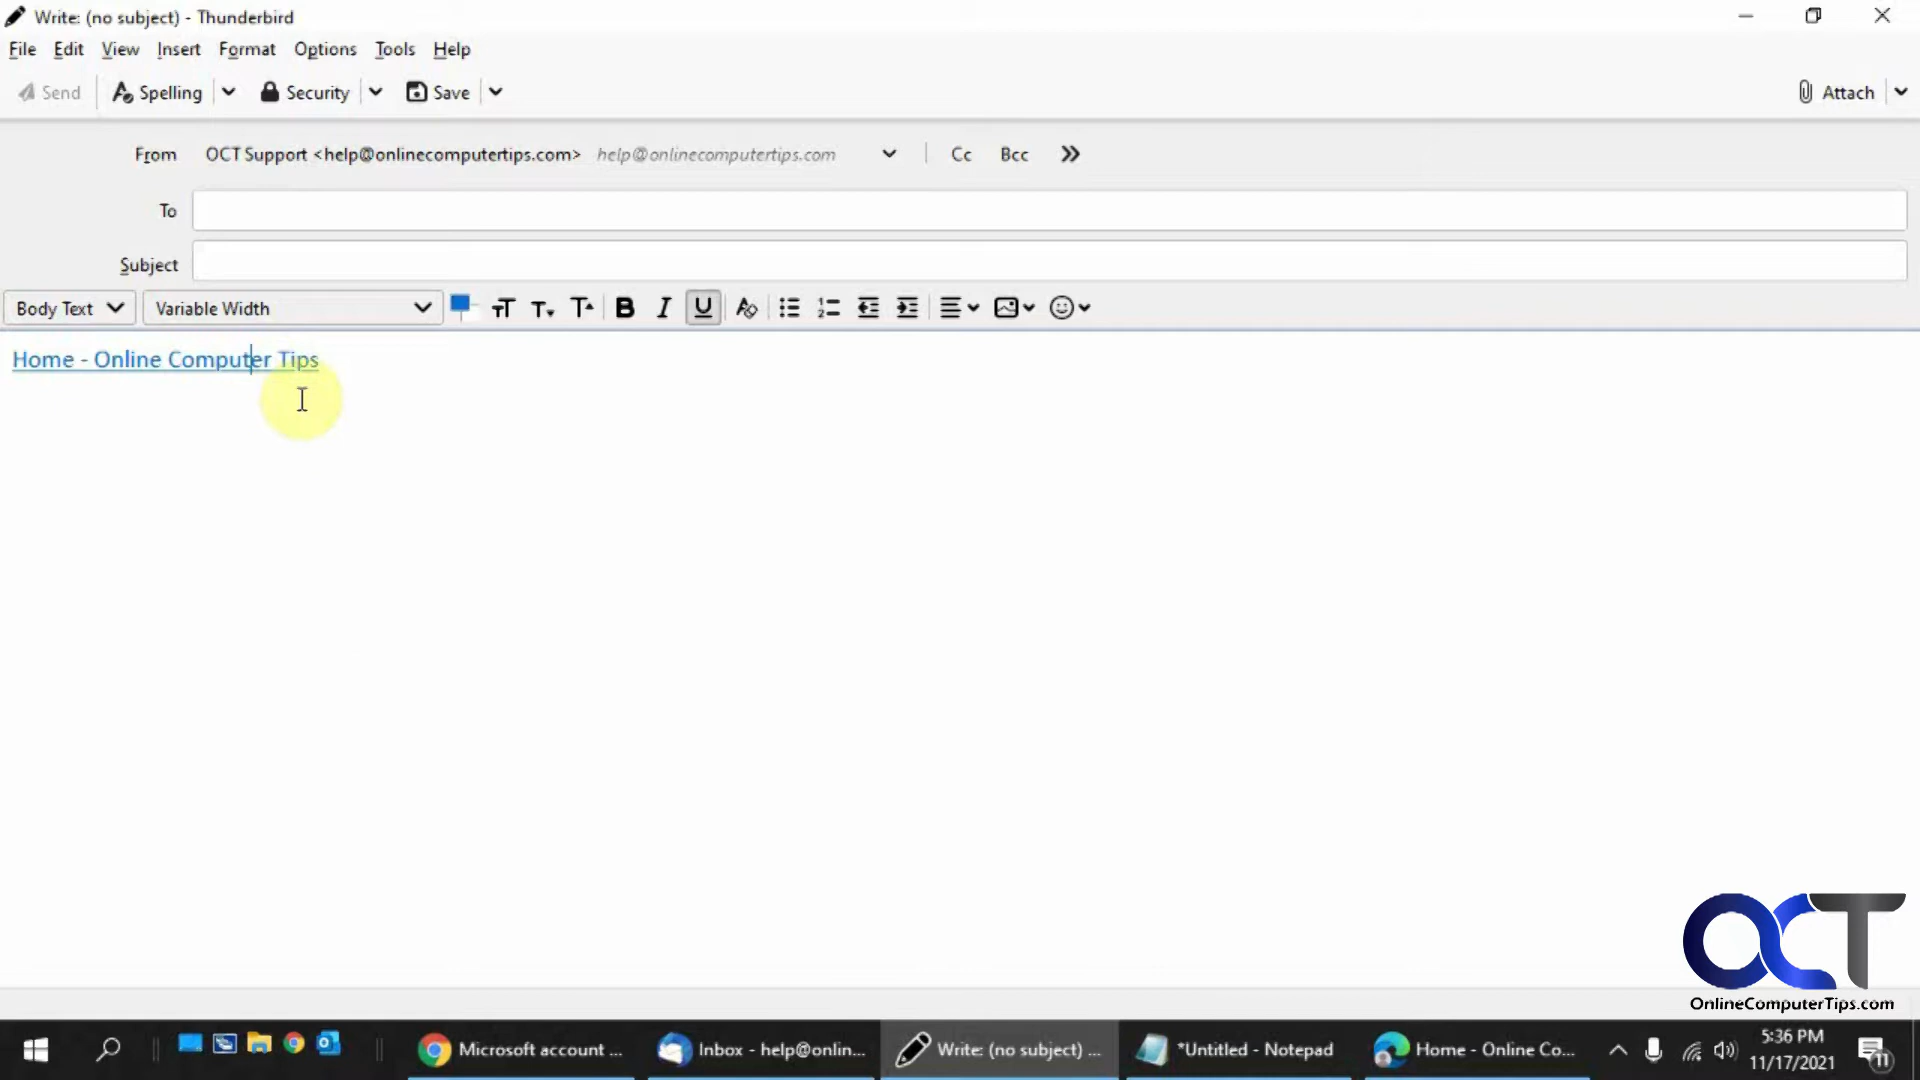 Write: (no subject) - Thunderbird
File Edit View Insert Format Options Tools Help
Send Spelling Security Save Attach
From OCT Support <help@onlinecomputertips.com> help@onlinecomputertips.com Cc Bcc
To
Subject
Body Text Variable Width
Home - Online Computer Tips
OCT
OnlineComputerTips.com
Microsoft account ... Inbox - help@onlin... Write: (no subject) ... *Untitled - Notepad Home - Online Co... 5:36 PM
11/17/2021 11